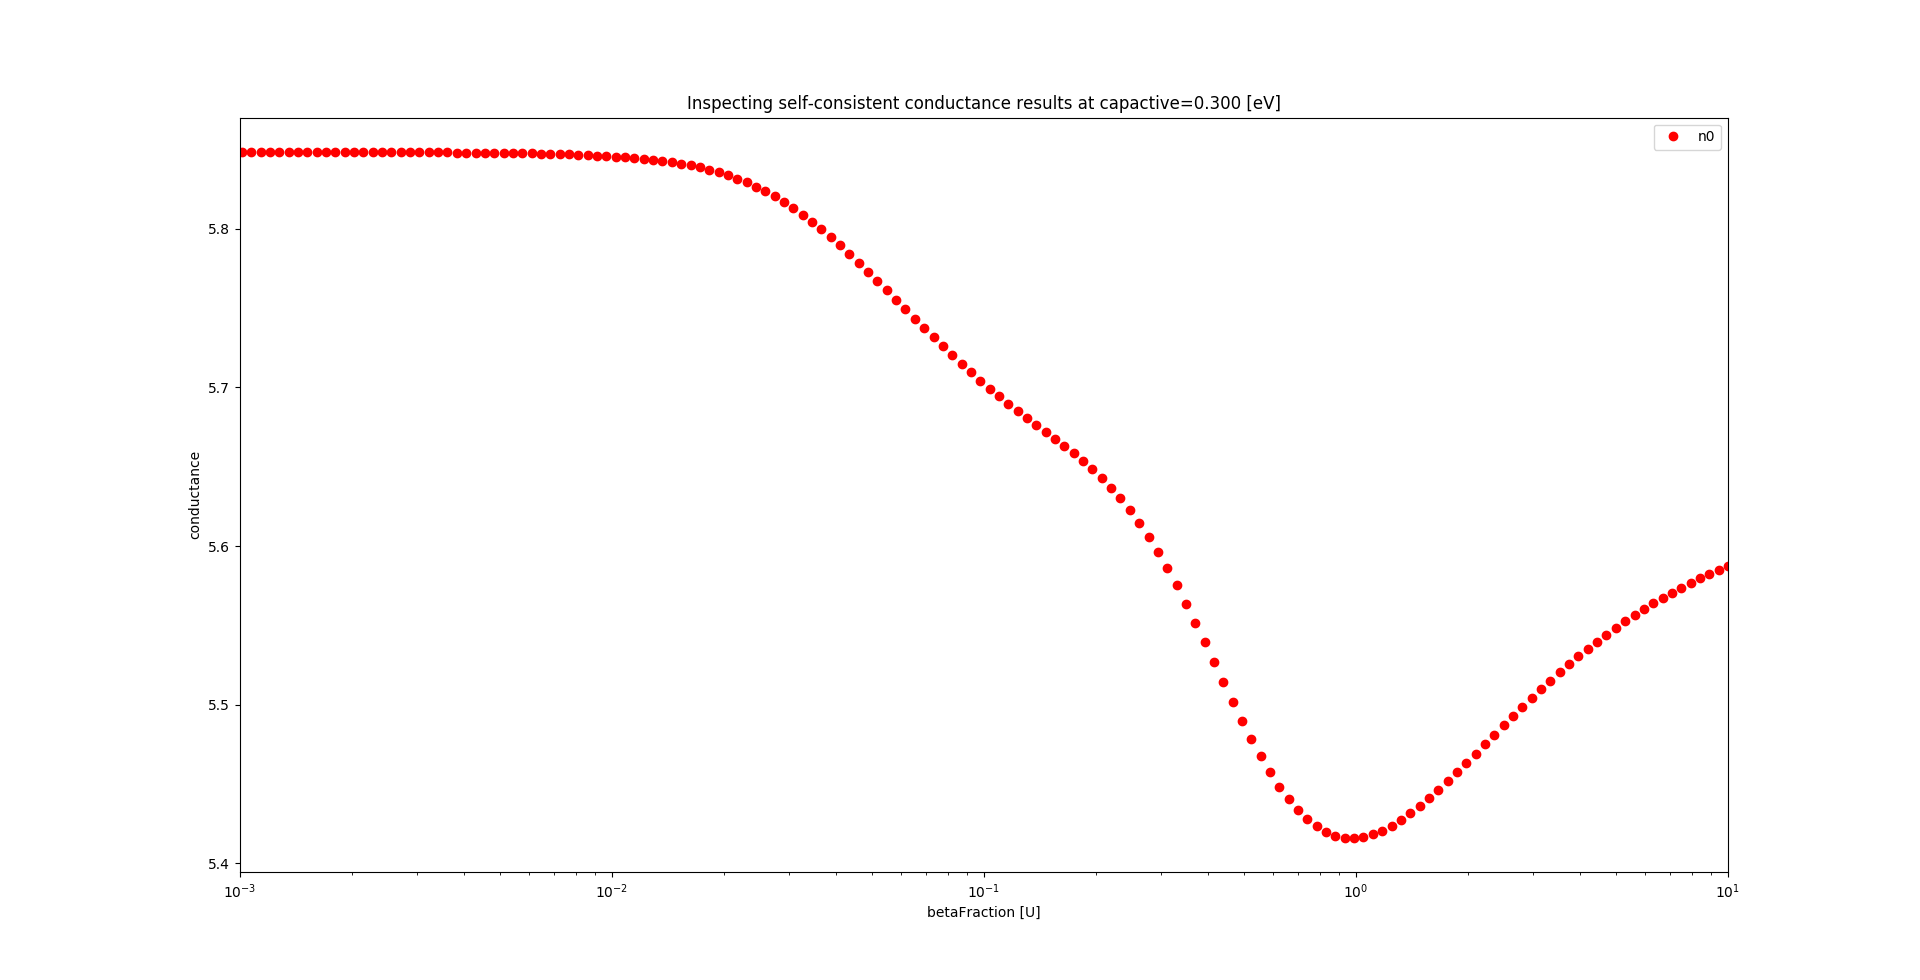 Inspecting self-consistent conductance results at capactive=0.300 [eV]
n0
conductance
5.8
5.7
5.6
5.5
5.4
10⁻³ 10⁻² 10⁻¹ 10⁰ 10¹
betaFraction [U]